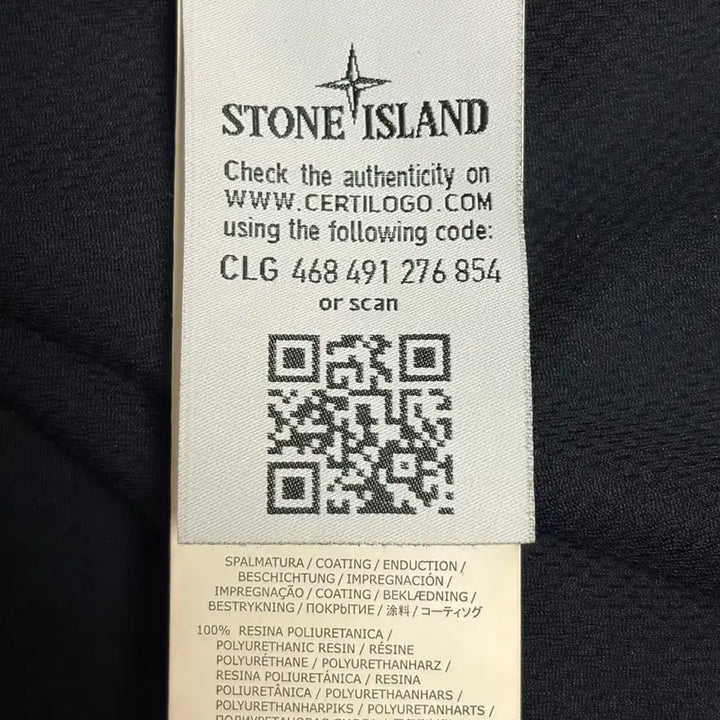 STONE ISLAND
Check the authenticity on
WWW.CERTILOGO.COM
using the following code:
CLG 468 491 276 854
or scan
SPALMATURA / COATING / ENDUCTION /
BESCHICHTUNG / IMPREGNACIÓN /
IMPREGNAÇÃO / COATING / BEKLÆDNING /
BESTRYKNING / ПОКРЫТИЕ / 涂料 / コーティング
100% RESINA POLIURETANICA /
POLYURETHANIC RESIN / RÉSINE
POLYURÉTHANE / POLYURETHANHARZ /
RESINA POLIURETÁNICA / RESINA
POLIURETÂNICA / POLYURETHAANHARS /
POLYURETHANHARPIKS / POLYURETANHARTS /